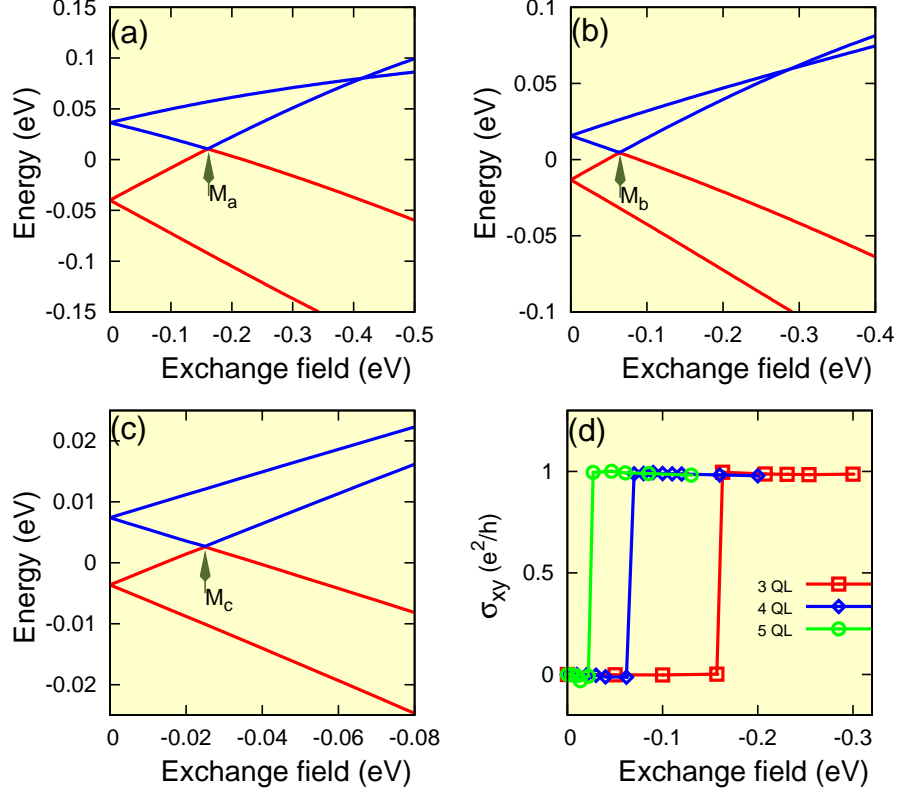 (a)
0.15
0.1
0.05
0
-0.05
-0.1
-0.15
Energy (eV)
M_a
0 -0.1 -0.2 -0.3 -0.4 -0.5
Exchange field (eV)
(b)
0.1
0.05
0
-0.05
-0.1
Energy (eV)
M_b
0 -0.1 -0.2 -0.3 -0.4
Exchange field (eV)
(c)
0.02
0.01
0
-0.01
-0.02
Energy (eV)
M_c
0 -0.02 -0.04 -0.06 -0.08
Exchange field (eV)
(d)
1
0.5
0
σ_xy (e²/h)
3 QL
4 QL
5 QL
0 -0.1 -0.2 -0.3
Exchange field (eV)